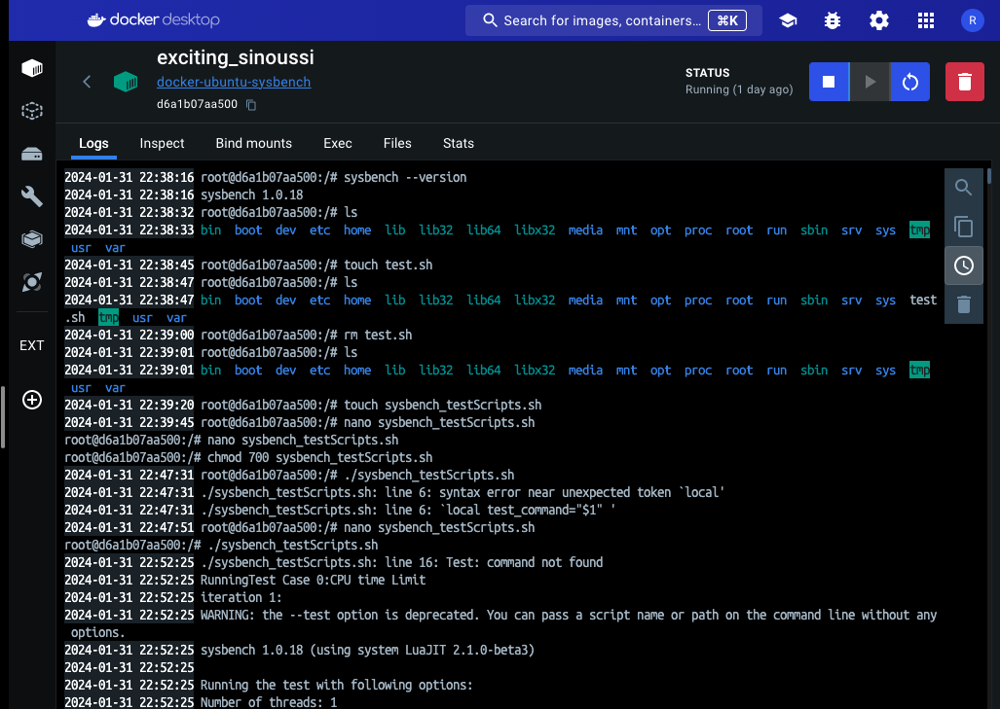 docker desktop
Search for images, containers... ⌘K
R
exciting_sinoussi
docker-ubuntu-sysbench
d6a1b07aa500
STATUS
Running (1 day ago)
EXT
Logs Inspect Bind mounts Exec Files Stats
2024-01-31 22:38:16 root@d6a1b07aa500:/# sysbench --version
2024-01-31 22:38:16 sysbench 1.0.18
2024-01-31 22:38:32 root@d6a1b07aa500:/# ls
2024-01-31 22:38:33 bin boot dev etc home lib lib32 lib64 libx32 media mnt opt proc root run sbin srv sys tmp
usr var
2024-01-31 22:38:45 root@d6a1b07aa500:/# touch test.sh
2024-01-31 22:38:47 root@d6a1b07aa500:/# ls
2024-01-31 22:38:47 bin boot dev etc home lib lib32 lib64 libx32 media mnt opt proc root run sbin srv sys test
.sh tmp usr var
2024-01-31 22:39:00 root@d6a1b07aa500:/# rm test.sh
2024-01-31 22:39:01 root@d6a1b07aa500:/# ls
2024-01-31 22:39:01 bin boot dev etc home lib lib32 lib64 libx32 media mnt opt proc root run sbin srv sys tmp
usr var
2024-01-31 22:39:20 root@d6a1b07aa500:/# touch sysbench_testScripts.sh
2024-01-31 22:39:45 root@d6a1b07aa500:/# nano sysbench_testScripts.sh
root@d6a1b07aa500:/# nano sysbench_testScripts.sh
root@d6a1b07aa500:/# chmod 700 sysbench_testScripts.sh
2024-01-31 22:47:31 root@d6a1b07aa500:/# ./sysbench_testScripts.sh
2024-01-31 22:47:31 ./sysbench_testScripts.sh: line 6: syntax error near unexpected token `local'
2024-01-31 22:47:31 ./sysbench_testScripts.sh: line 6: `local test_command="$1" '
2024-01-31 22:47:51 root@d6a1b07aa500:/# nano sysbench_testScripts.sh
root@d6a1b07aa500:/# ./sysbench_testScripts.sh
2024-01-31 22:52:25 ./sysbench_testScripts.sh: line 16: Test: command not found
2024-01-31 22:52:25 RunningTest Case 0:CPU time Limit
2024-01-31 22:52:25 iteration 1:
2024-01-31 22:52:25 WARNING: the --test option is deprecated. You can pass a script name or path on the command line without any
options.
2024-01-31 22:52:25 sysbench 1.0.18 (using system LuaJIT 2.1.0-beta3)
2024-01-31 22:52:25
2024-01-31 22:52:25 Running the test with following options:
2024-01-31 22:52:25 Number of threads: 1